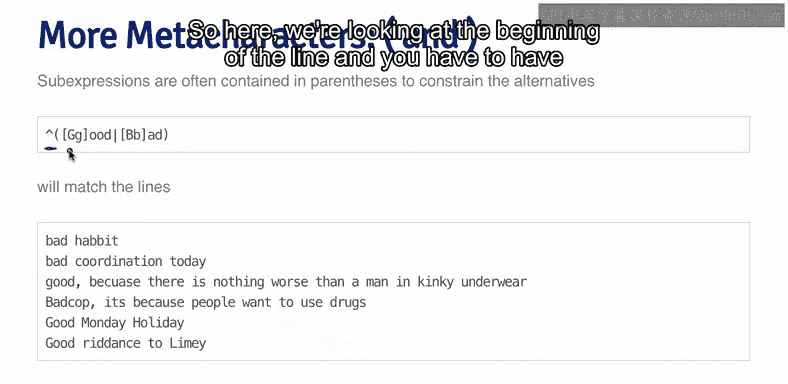 More Metacharacters: ( and )
So here, we're looking at the beginning
of the line and you have to have
Subexpressions are often contained in parentheses to constrain the alternatives
^([Gg]ood|[Bb]ad)
will match the lines
bad habbit
bad coordination today
good, becuase there is nothing worse than a man in kinky underwear
Badcop, its because people want to use drugs
Good Monday Holiday
Good riddance to Limey